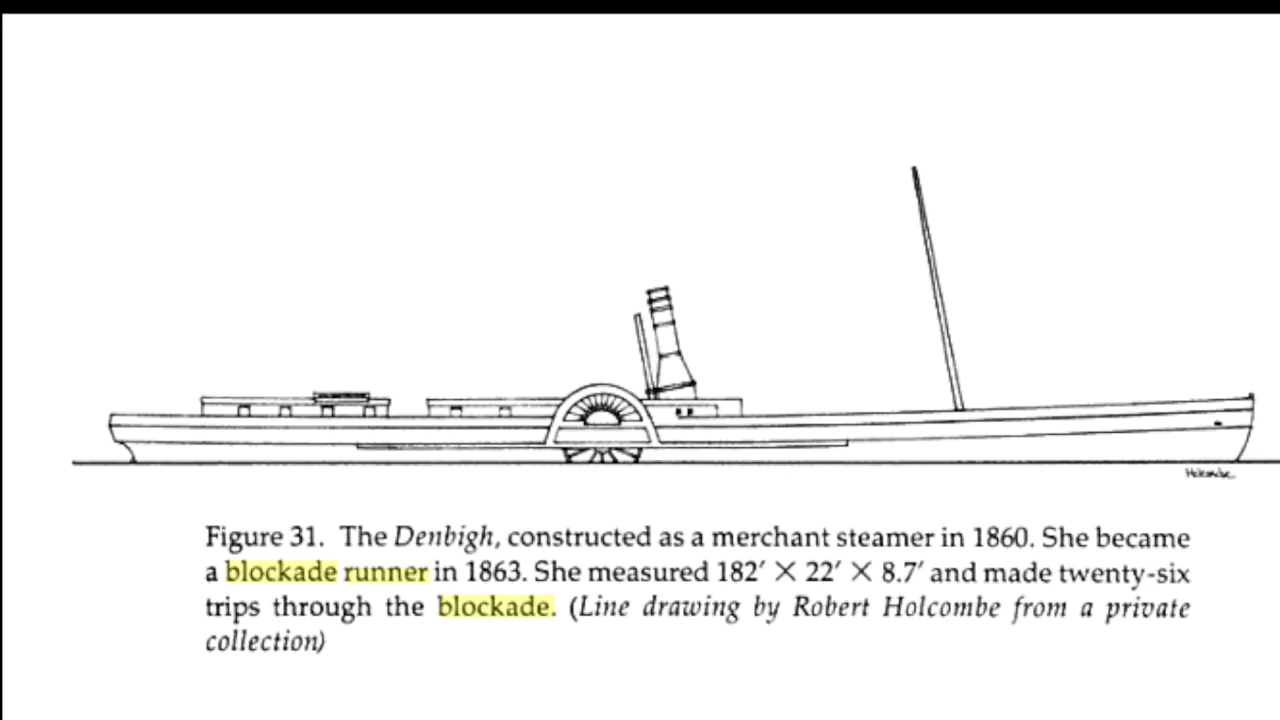 Holcombe
Figure 31. The Denbigh, constructed as a merchant steamer in 1860. She became
a blockade runner in 1863. She measured 182′ × 22′ × 8.7′ and made twenty-six
trips through the blockade. (Line drawing by Robert Holcombe from a private
collection)